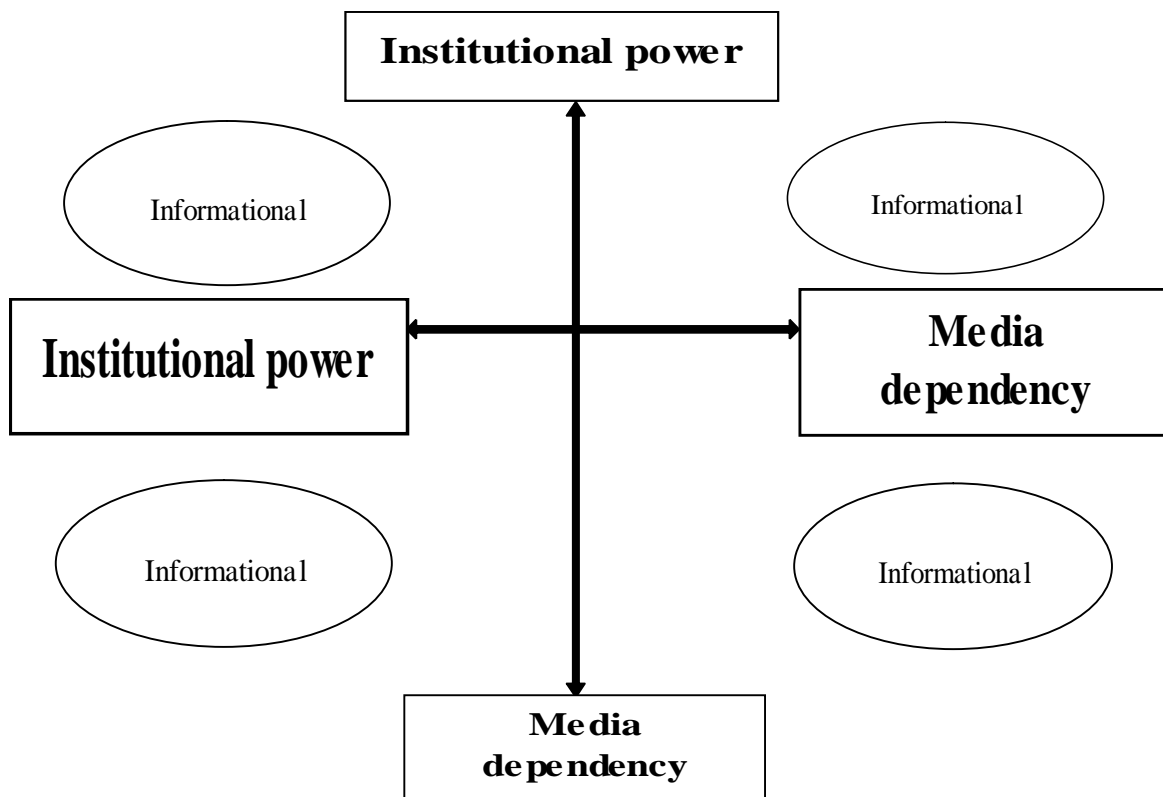 Institutional power
Informational
Informational
Institutional power
Media
dependency
Informational
Informational
Media
dependency